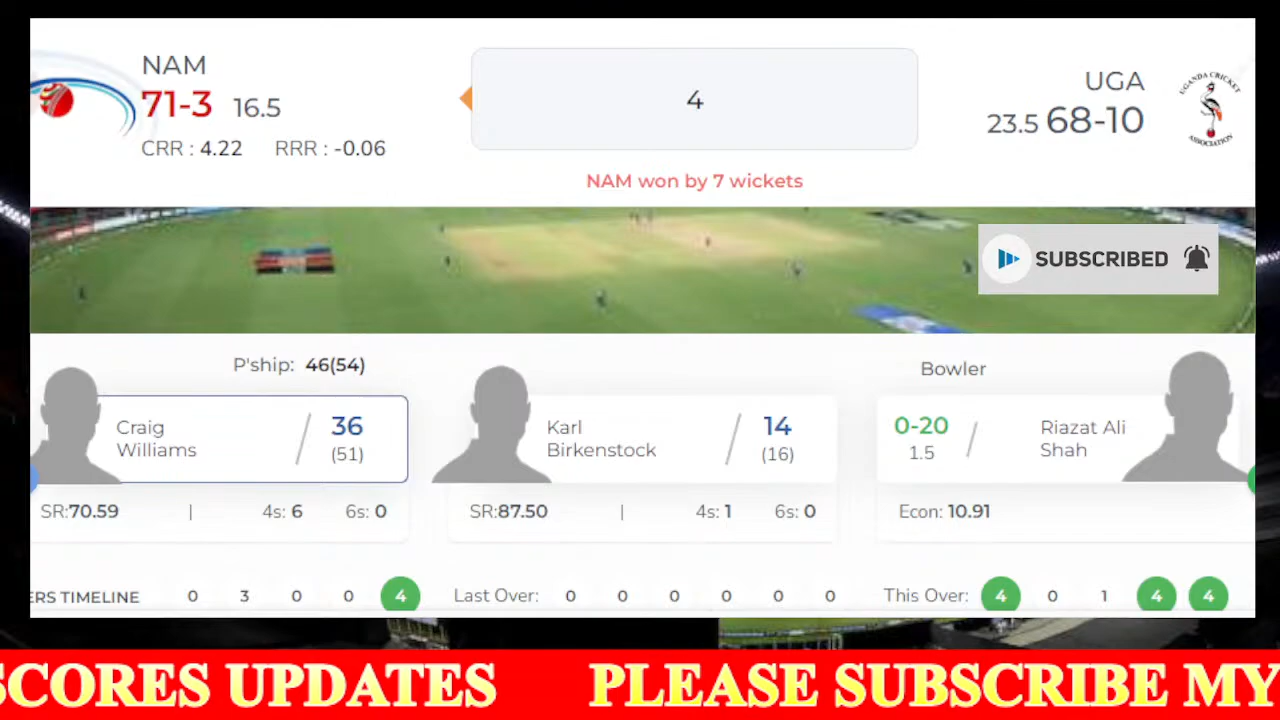 NAM
71-3 16.5
CRR : 4.22 RRR : -0.06
4
NAM won by 7 wickets
UGA
23.5 68-10
UGANDA CRICKET
ASSOCIATION
SUBSCRIBED
P'ship: 46(54)
Bowler
Craig
Williams
36
(51)
Karl
Birkenstock
14
(16)
0-20
1.5
Riazat Ali
Shah
SR:70.59 | 4s: 6 6s: 0
SR:87.50 | 4s: 1 6s: 0
Econ: 10.91
ERS TIMELINE 0 3 0 0 4 Last Over: 0 0 0 0 0 0 This Over: 4 0 1 4 4
SCORES UPDATES PLEASE SUBSCRIBE MY